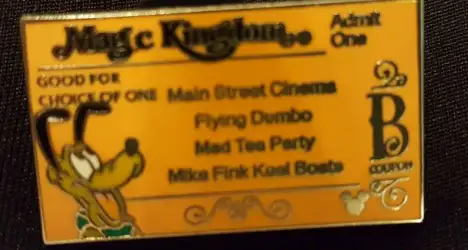 Magic Kingdom
Admit
One
GOOD FOR
CHOICE OF ONE
Main Street Cinema
Flying Dumbo
Mad Tea Party
Mike Fink Keel Boats
B
COUPON